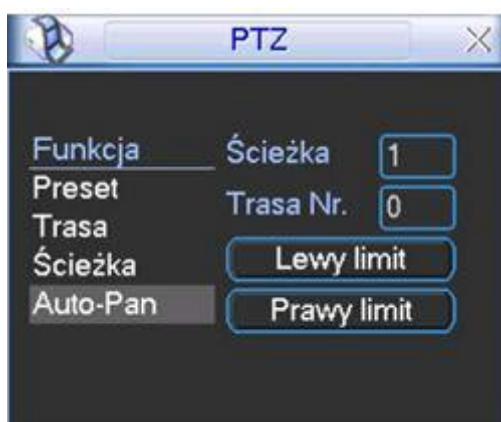 PTZ
Funkcja
Preset
Trasa
Ścieżka
Auto-Pan
Ścieżka 1
Trasa Nr. 0
Lewy limit
Prawy limit